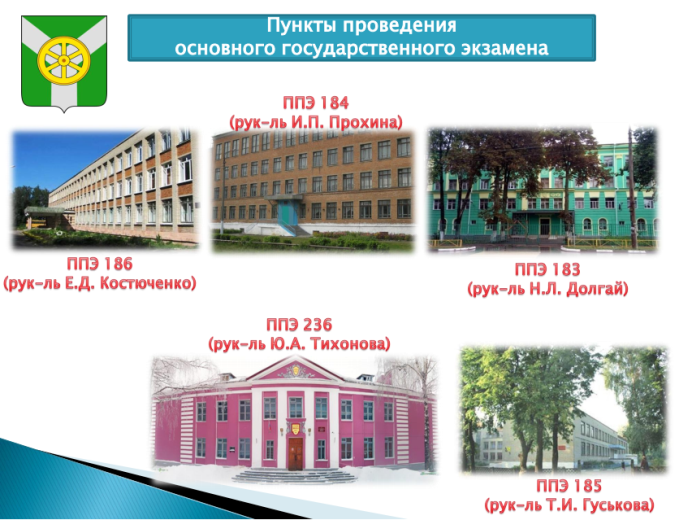 Пункты проведения
основного государственного экзамена
ППЭ 184
(рук-ль И.П. Прохина)
ППЭ 186
(рук-ль Е.Д. Костюченко)
ППЭ 183
(рук-ль Н.Л. Долгай)
ППЭ 236
(рук-ль Ю.А. Тихонова)
ППЭ 185
(рук-ль Т.И. Гуськова)